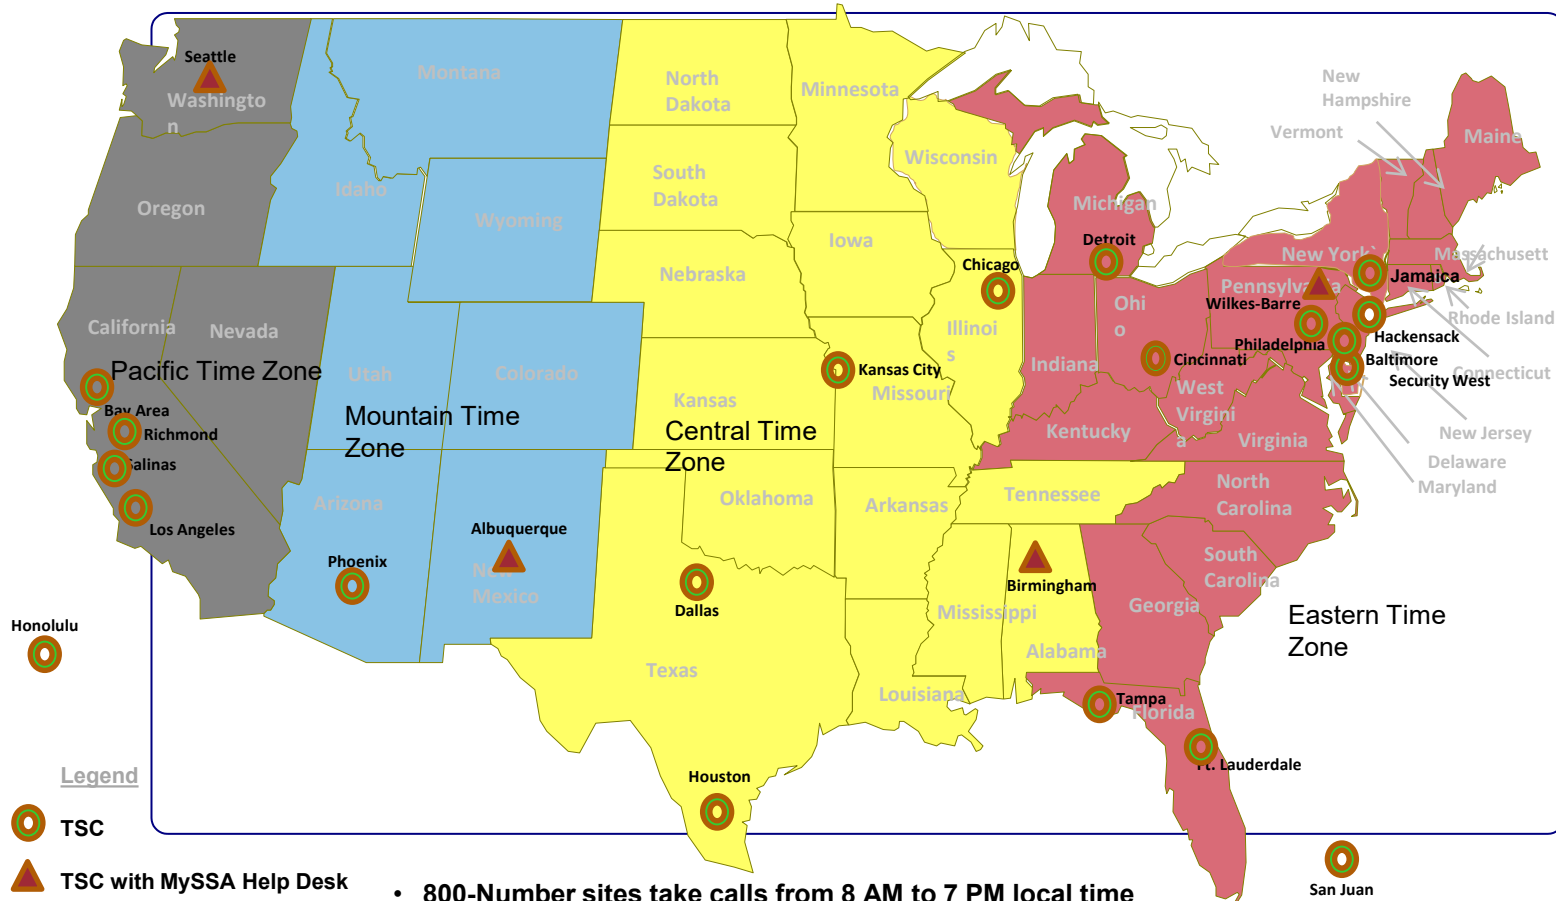 Seattle
Washingto
n
Montana
North
Dakota
Minnesota
New
Hampshire
Vermont
Maine
Oregon
Idaho
Wyoming
South
Dakota
Wisconsin
Michigan
Detroit
Iowa
Nebraska
Chicago
New York`
Massachusett
Jamaica
Pennsylvania
Wilkes-Barre
Rhode Island
California
Nevada
Illinoi
s
Ohi
o
Philadelphia
Hackensack
Baltimore
Security West
Connecticut
Pacific Time Zone
Utah
Colorado
Kansas City
Missouri
Kansas
Indiana
Cincinnati
West
Virgini
a
Virginia
Kentucky
New Jersey
Delaware
Maryland
Bay Area
Richmond
Salinas
Los Angeles
Mountain Time
Zone
Central Time
Zone
Arizona
Oklahoma
Arkansas
Tennessee
North
Carolina
South
Carolina
Phoenix
Albuquerque
New
Mexico
Dallas
Birmingham
Mississippi
Georgia
Alabama
Eastern Time
Zone
Honolulu
Texas
Louisiana
Tampa
Florida
Ft. Lauderdale
Houston
Legend
TSC
TSC with MySSA Help Desk
• 800-Number sites take calls from 8 AM to 7 PM local time
San Juan